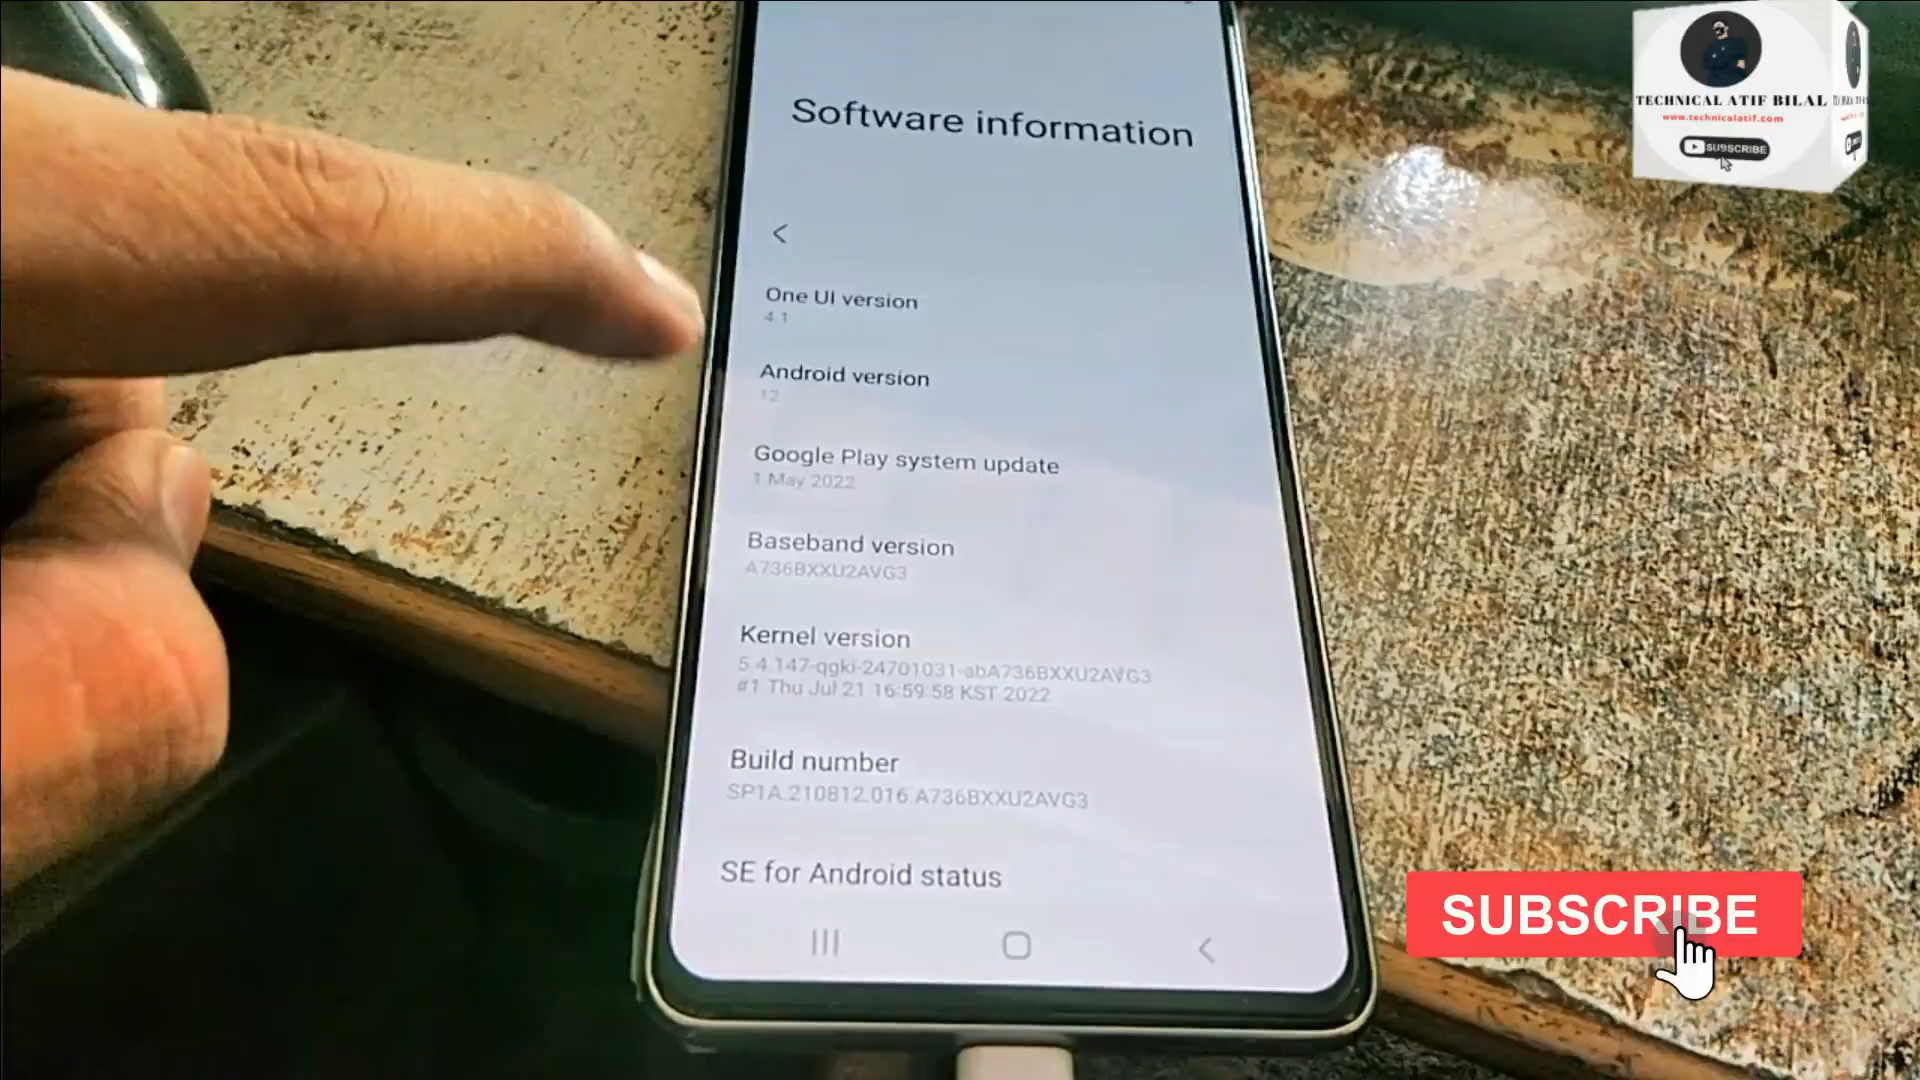 Software information
One UI version
4.1
Android version
12
Google Play system update
1 May 2022
Baseband version
A736BXXU2AVG3
Kernel version
5.4.147-qgki-24701031-abA736BXXU2AVG3
#1 Thu Jul 21 16:59:58 KST 2022
Build number
SP1A.210812.016.A736BXXU2AVG3
SE for Android status
TECHNICAL ATIF BILAL
www.technicalatif.com
SUBSCRIBE
SUBSCRIBE